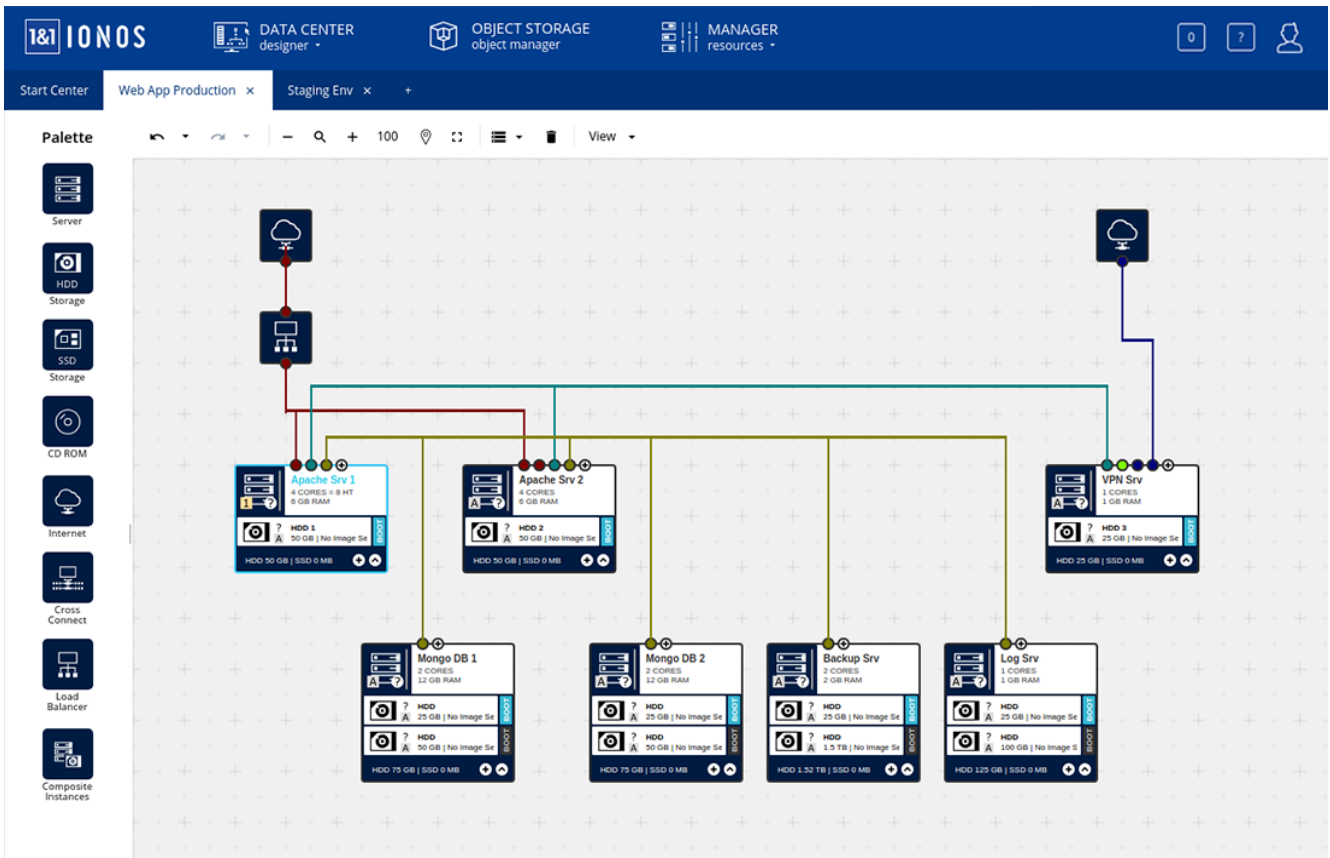 1&1 IONOS
DATA CENTER
designer
OBJECT STORAGE
object manager
MANAGER
resources
0
?
Start Center
Web App Production ×
Staging Env ×
+
Palette
100
View
Server
HDD
Storage
SSD
Storage
CD ROM
Internet
Cross
Connect
Load
Balancer
Composite
Instances
Apache Srv 1
4 CORES = 8 HT
6 GB RAM
1 ?
HDD 1
? A
50 GB | No Image Se
BOOT
HDD 50 GB | SSD 0 MB
Apache Srv 2
4 CORES
6 GB RAM
A ?
HDD 2
? A
50 GB | No Image Se
BOOT
HDD 50 GB | SSD 0 MB
VPN Srv
1 CORES
1 GB RAM
A ?
HDD 3
? A
25 GB | No Image Se
BOOT
HDD 25 GB | SSD 0 MB
Mongo DB 1
2 CORES
12 GB RAM
A ?
HDD
? A
25 GB | No Image Se
BOOT
HDD
? A
50 GB | No Image Se
BOOT
HDD 75 GB | SSD 0 MB
Mongo DB 2
2 CORES
12 GB RAM
A ?
HDD
? A
25 GB | No Image Se
BOOT
HDD
? A
50 GB | No Image Se
BOOT
HDD 75 GB | SSD 0 MB
Backup Srv
2 CORES
2 GB RAM
A ?
HDD
? A
25 GB | No Image Se
BOOT
HDD
? A
1.5 TB | No Image Se
BOOT
HDD 1.52 TB | SSD 0 MB
Log Srv
1 CORES
1 GB RAM
A ?
HDD
? A
25 GB | No Image Se
BOOT
HDD
? A
100 GB | No Image S
BOOT
HDD 125 GB | SSD 0 MB